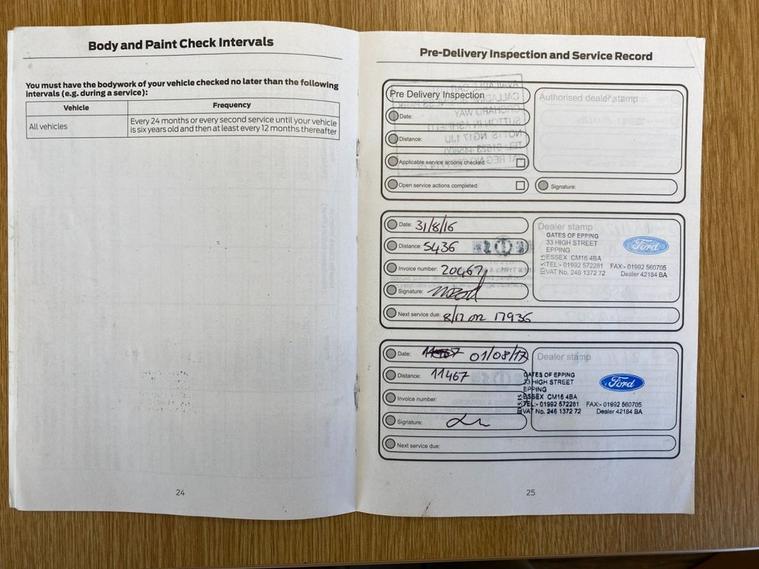 Body and Paint Check Intervals
You must have the bodywork of your vehicle checked no later than the following
intervals (e.g. during a service):
Vehicle Frequency
All vehicles Every 24 months or every second service until your vehicle
is six years old and then at least every 12 months thereafter
24
Pre-Delivery Inspection and Service Record
Pre Delivery Inspection
Date:
Distance:
Applicable service actions checked:
Open service actions completed:
Authorised dealer stamp
Signature:
Date: 31/8/16
Distance: 5436
Invoice number: 20467
Signature:
Next service due: 8/17 or 17936
Dealer stamp
GATES OF EPPING
33 HIGH STREET
EPPING
ESSEX CM16 4BA
TEL:- 01992 572281 FAX:- 01992 560705
VAT No. 246 1372 72 Dealer 42184 BA
Ford
Date: 01/08/17
Distance: 11467
Invoice number:
Signature:
Next service due:
Dealer stamp
GATES OF EPPING
33 HIGH STREET
EPPING
ESSEX CM16 4BA
TEL:- 01992 572281 FAX:- 01992 560705
VAT No. 246 1372 72 Dealer 42184 BA
Ford
25